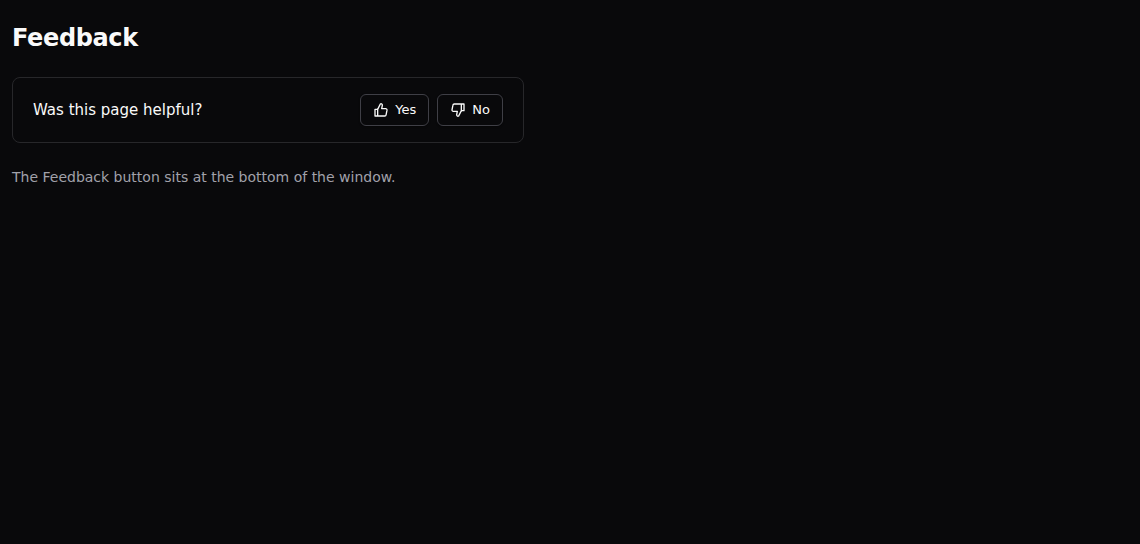 Feedback
Was this page helpful?
Yes
No
The Feedback button sits at the bottom of the window.